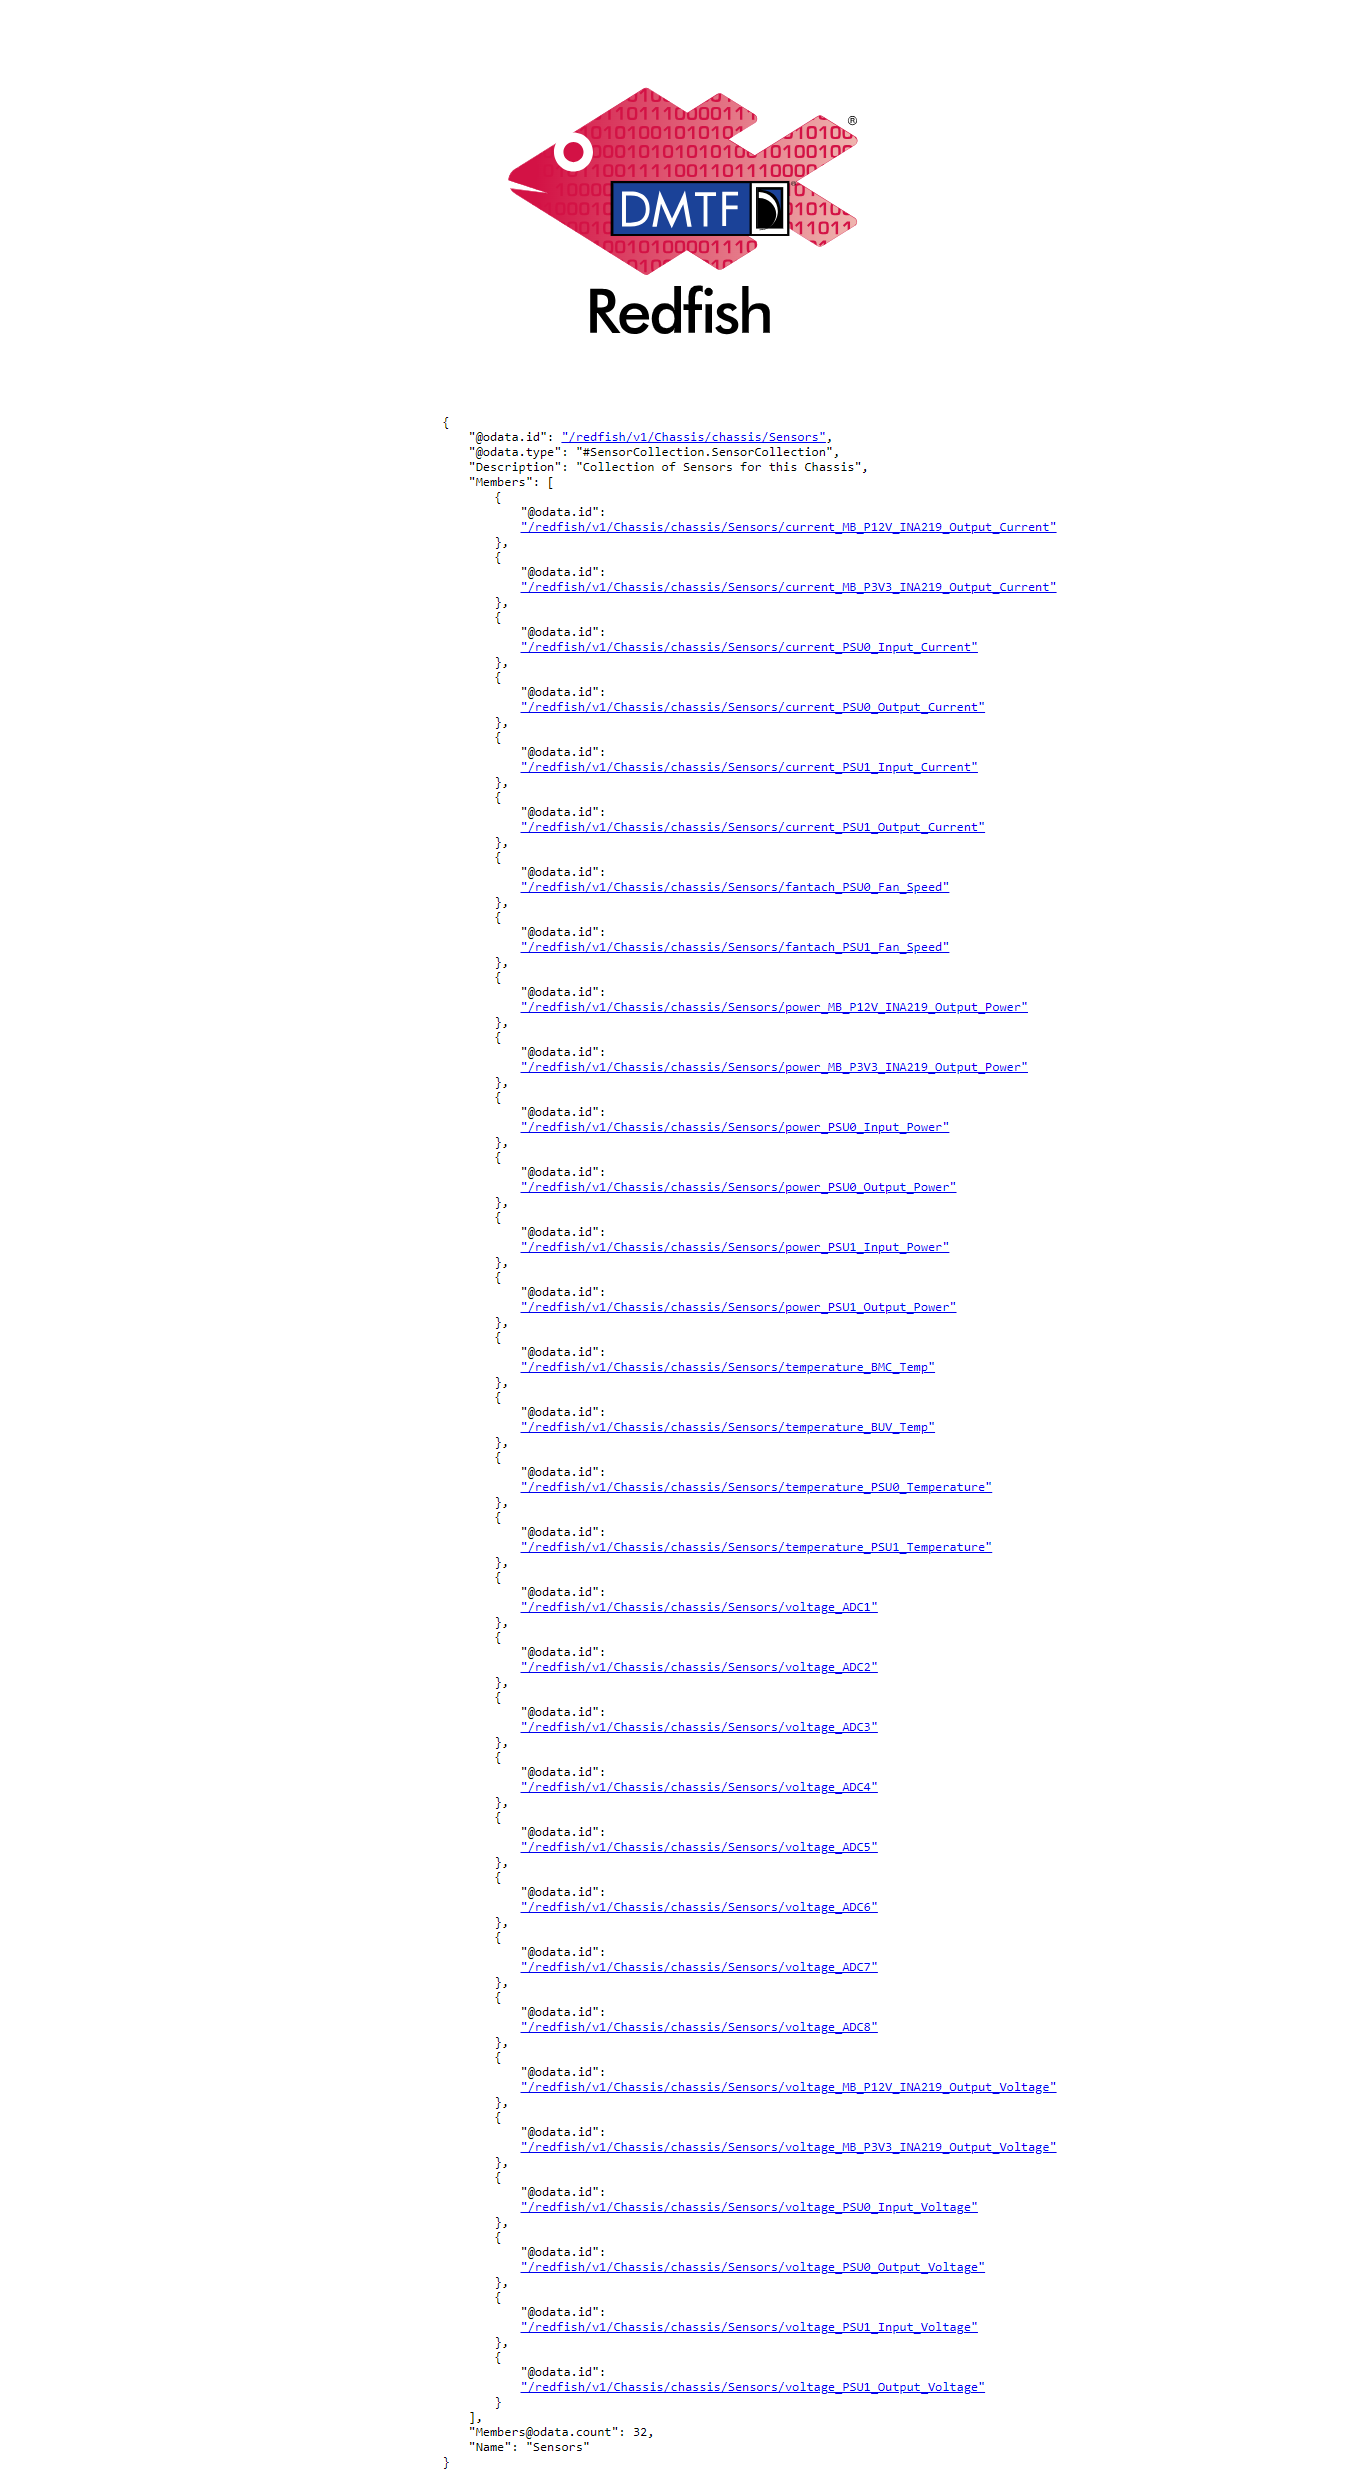 ®
DMTF
Redfish
{
"@odata.id": "/redfish/v1/Chassis/chassis/Sensors",
"@odata.type": "#SensorCollection.SensorCollection",
"Description": "Collection of Sensors for this Chassis",
"Members": [
{
"@odata.id":
"/redfish/v1/Chassis/chassis/Sensors/current_MB_P12V_INA219_Output_Current"
},
{
"@odata.id":
"/redfish/v1/Chassis/chassis/Sensors/current_MB_P3V3_INA219_Output_Current"
},
{
"@odata.id":
"/redfish/v1/Chassis/chassis/Sensors/current_PSU0_Input_Current"
},
{
"@odata.id":
"/redfish/v1/Chassis/chassis/Sensors/current_PSU0_Output_Current"
},
{
"@odata.id":
"/redfish/v1/Chassis/chassis/Sensors/current_PSU1_Input_Current"
},
{
"@odata.id":
"/redfish/v1/Chassis/chassis/Sensors/current_PSU1_Output_Current"
},
{
"@odata.id":
"/redfish/v1/Chassis/chassis/Sensors/fantach_PSU0_Fan_Speed"
},
{
"@odata.id":
"/redfish/v1/Chassis/chassis/Sensors/fantach_PSU1_Fan_Speed"
},
{
"@odata.id":
"/redfish/v1/Chassis/chassis/Sensors/power_MB_P12V_INA219_Output_Power"
},
{
"@odata.id":
"/redfish/v1/Chassis/chassis/Sensors/power_MB_P3V3_INA219_Output_Power"
},
{
"@odata.id":
"/redfish/v1/Chassis/chassis/Sensors/power_PSU0_Input_Power"
},
{
"@odata.id":
"/redfish/v1/Chassis/chassis/Sensors/power_PSU0_Output_Power"
},
{
"@odata.id":
"/redfish/v1/Chassis/chassis/Sensors/power_PSU1_Input_Power"
},
{
"@odata.id":
"/redfish/v1/Chassis/chassis/Sensors/power_PSU1_Output_Power"
},
{
"@odata.id":
"/redfish/v1/Chassis/chassis/Sensors/temperature_BMC_Temp"
},
{
"@odata.id":
"/redfish/v1/Chassis/chassis/Sensors/temperature_BUV_Temp"
},
{
"@odata.id":
"/redfish/v1/Chassis/chassis/Sensors/temperature_PSU0_Temperature"
},
{
"@odata.id":
"/redfish/v1/Chassis/chassis/Sensors/temperature_PSU1_Temperature"
},
{
"@odata.id":
"/redfish/v1/Chassis/chassis/Sensors/voltage_ADC1"
},
{
"@odata.id":
"/redfish/v1/Chassis/chassis/Sensors/voltage_ADC2"
},
{
"@odata.id":
"/redfish/v1/Chassis/chassis/Sensors/voltage_ADC3"
},
{
"@odata.id":
"/redfish/v1/Chassis/chassis/Sensors/voltage_ADC4"
},
{
"@odata.id":
"/redfish/v1/Chassis/chassis/Sensors/voltage_ADC5"
},
{
"@odata.id":
"/redfish/v1/Chassis/chassis/Sensors/voltage_ADC6"
},
{
"@odata.id":
"/redfish/v1/Chassis/chassis/Sensors/voltage_ADC7"
},
{
"@odata.id":
"/redfish/v1/Chassis/chassis/Sensors/voltage_ADC8"
},
{
"@odata.id":
"/redfish/v1/Chassis/chassis/Sensors/voltage_MB_P12V_INA219_Output_Voltage"
},
{
"@odata.id":
"/redfish/v1/Chassis/chassis/Sensors/voltage_MB_P3V3_INA219_Output_Voltage"
},
{
"@odata.id":
"/redfish/v1/Chassis/chassis/Sensors/voltage_PSU0_Input_Voltage"
},
{
"@odata.id":
"/redfish/v1/Chassis/chassis/Sensors/voltage_PSU0_Output_Voltage"
},
{
"@odata.id":
"/redfish/v1/Chassis/chassis/Sensors/voltage_PSU1_Input_Voltage"
},
{
"@odata.id":
"/redfish/v1/Chassis/chassis/Sensors/voltage_PSU1_Output_Voltage"
}
],
"Members@odata.count": 32,
"Name": "Sensors"
}